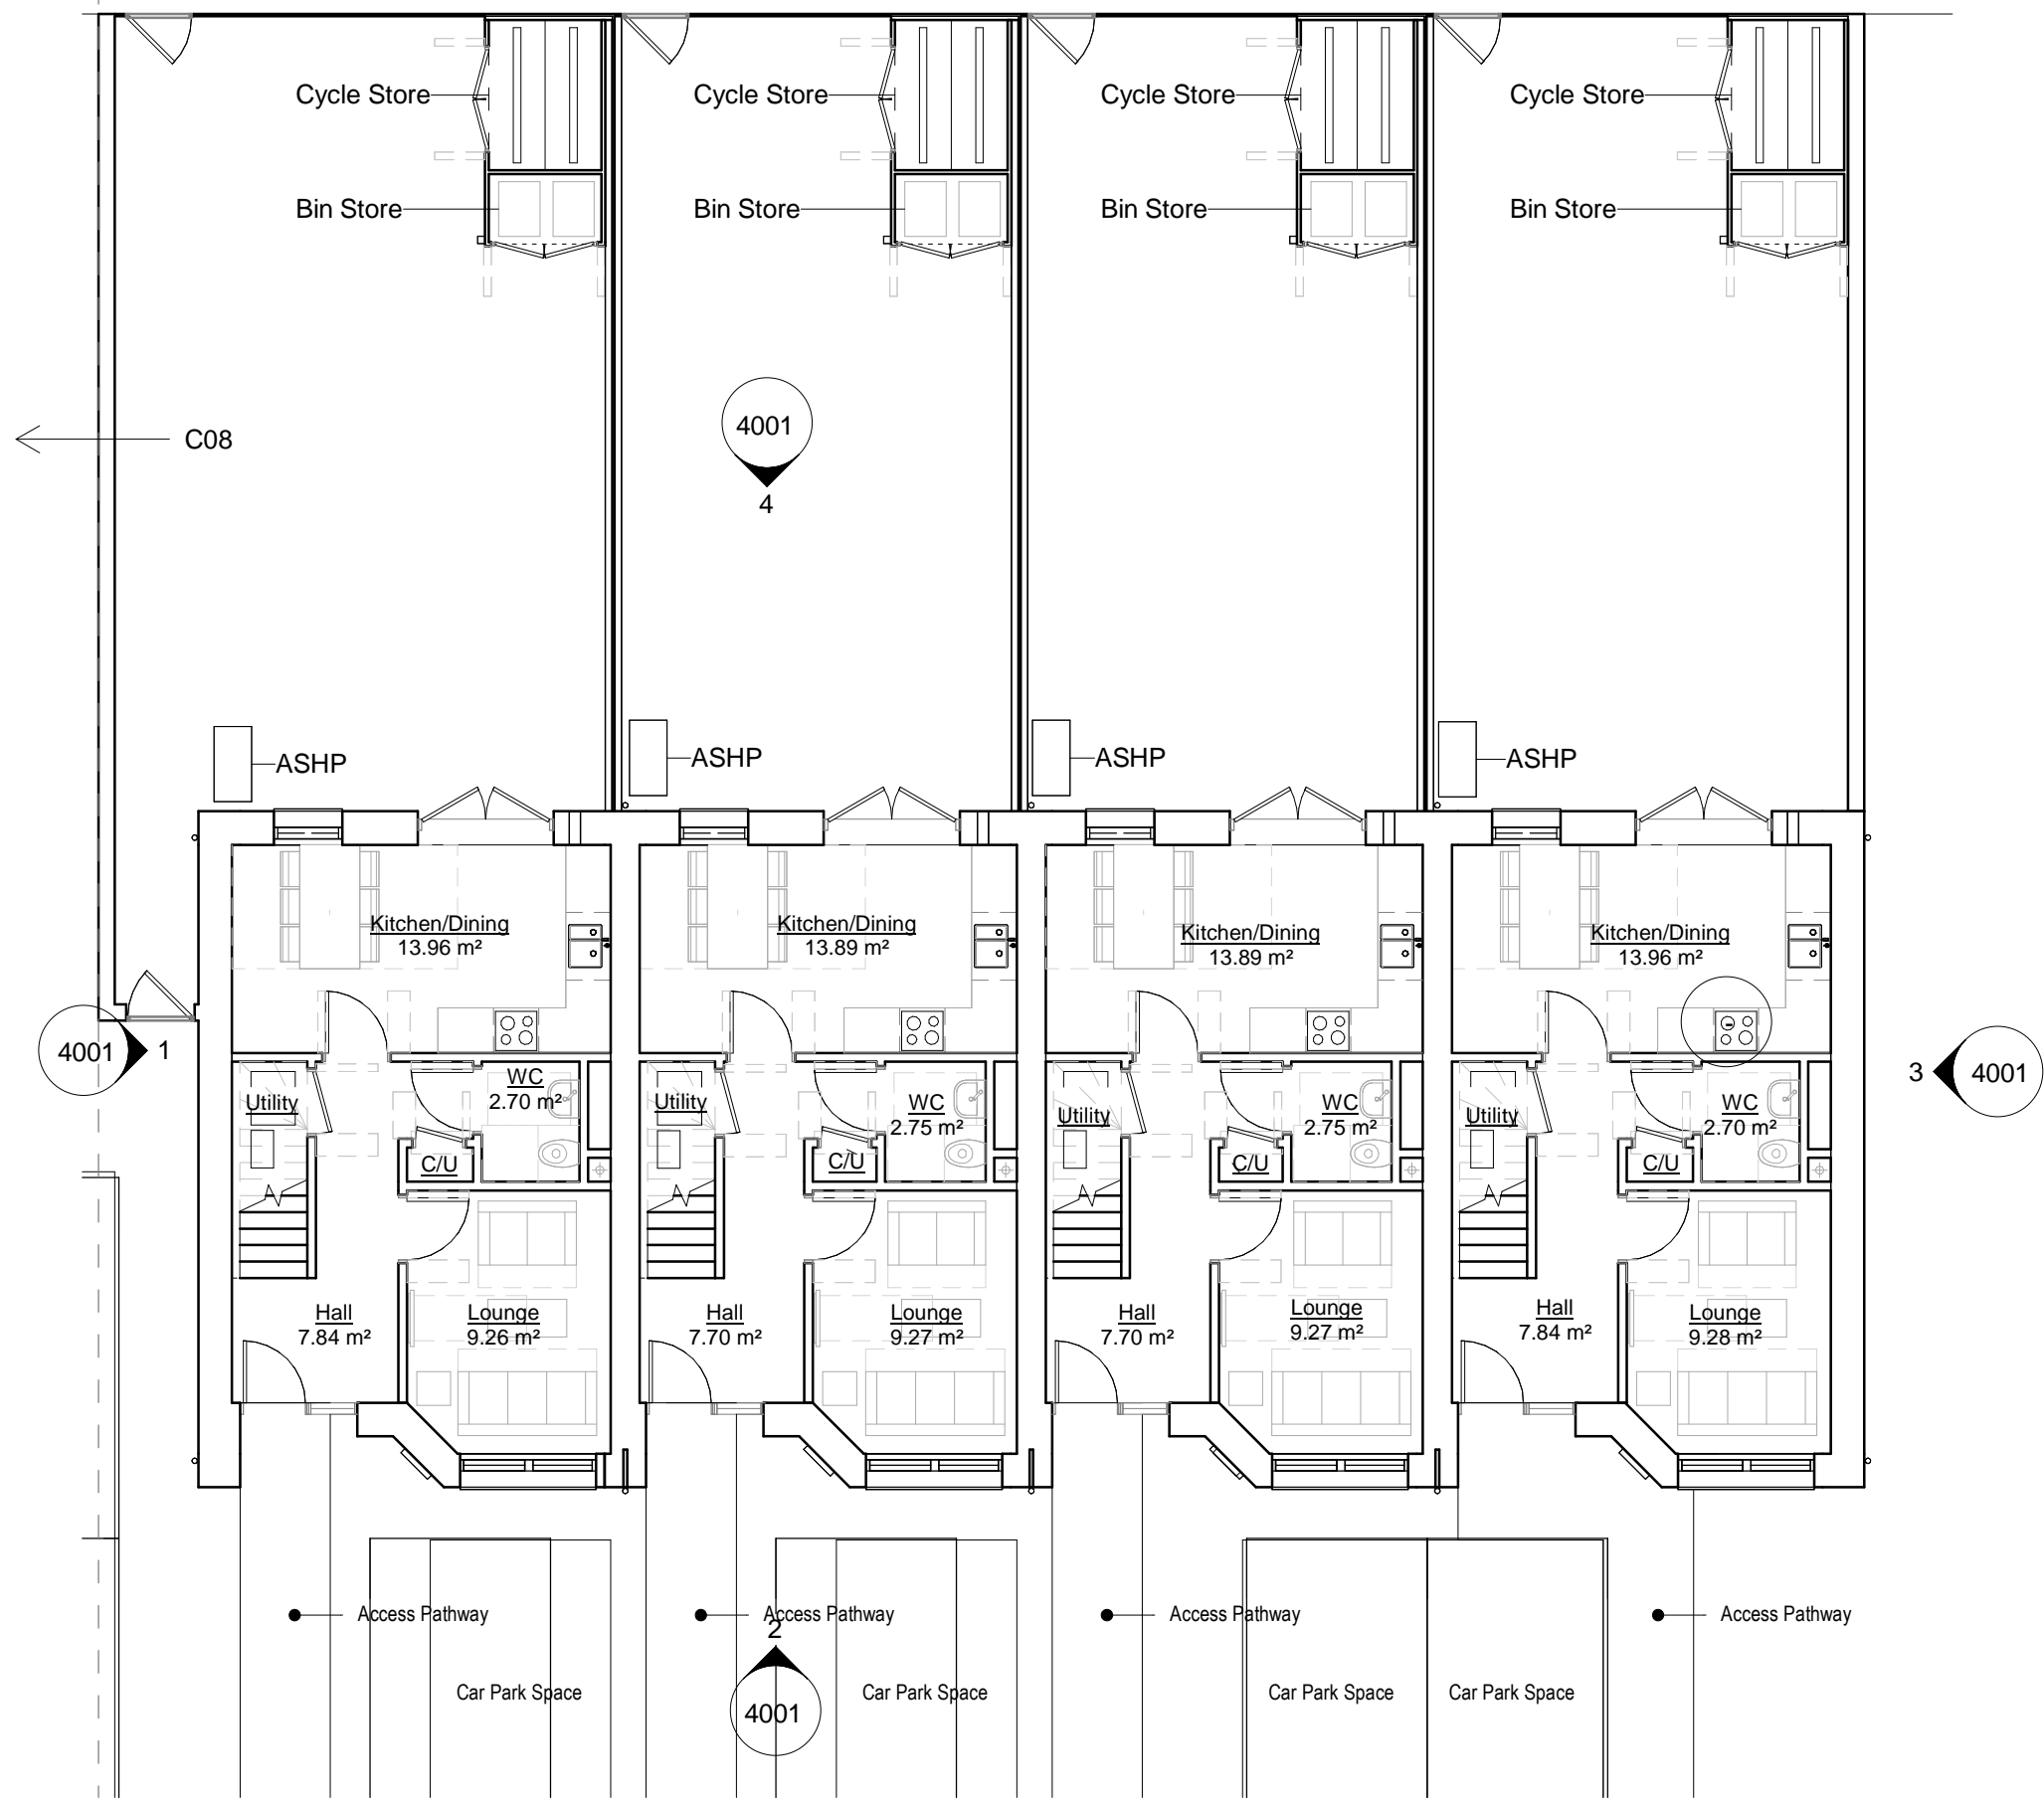 Cycle Store
Cycle Store
Cycle Store
Cycle Store
Bin Store
Bin Store
Bin Store
Bin Store
4001
4
C08
ASHP
ASHP
ASHP
ASHP
Kitchen/Dining
13.96 m²
Kitchen/Dining
13.89 m²
Kitchen/Dining
13.89 m²
Kitchen/Dining
13.96 m²
4001
1
3
4001
Utility
WC
2.70 m²
C/U
Utility
WC
2.75 m²
C/U
Utility
WC
2.75 m²
C/U
Utility
WC
2.70 m²
C/U
Hall
7.84 m²
Lounge
9.26 m²
Hall
7.70 m²
Lounge
9.27 m²
Hall
7.70 m²
Lounge
9.27 m²
Hall
7.84 m²
Lounge
9.28 m²
Access Pathway
Access Pathway
Access Pathway
Access Pathway
2
4001
Car Park Space
Car Park Space
Car Park Space
Car Park Space